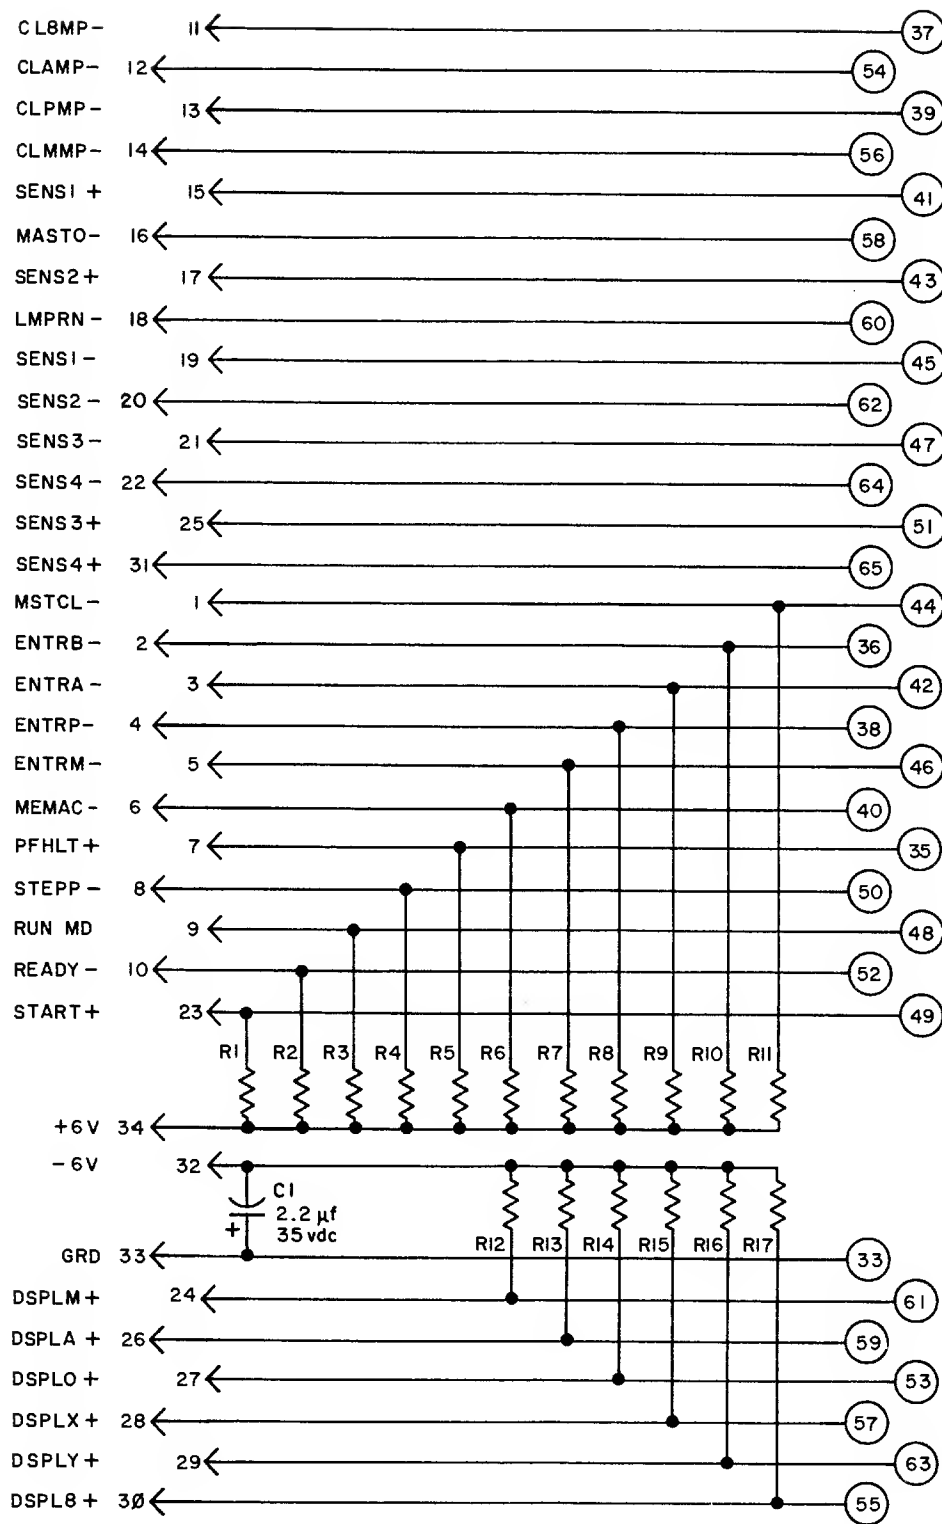 CL8MP- 11 37
CLAMP- 12 54
CLPMP- 13 39
CLMMP- 14 56
SENS1+ 15 41
MASTO- 16 58
SENS2+ 17 43
LMPRN- 18 60
SENS1- 19 45
SENS2- 20 62
SENS3- 21 47
SENS4- 22 64
SENS3+ 25 51
SENS4+ 31 65
MSTCL- 1 44
ENTRB- 2 36
ENTRA- 3 42
ENTRP- 4 38
ENTRM- 5 46
MEMAC- 6 40
PFHLT+ 7 35
STEPP- 8 50
RUN MD 9 48
READY- 10 52
START+ 23 49
R1 R2 R3 R4 R5 R6 R7 R8 R9 R10 R11
+6V 34
-6V 32
C1
2.2 µf
+ 35 vdc
R12 R13 R14 R15 R16 R17
GRD 33 33
DSPLM+ 24 61
DSPLA+ 26 59
DSPLO+ 27 53
DSPLX+ 28 57
DSPLY+ 29 63
DSPL8+ 3Ø 55